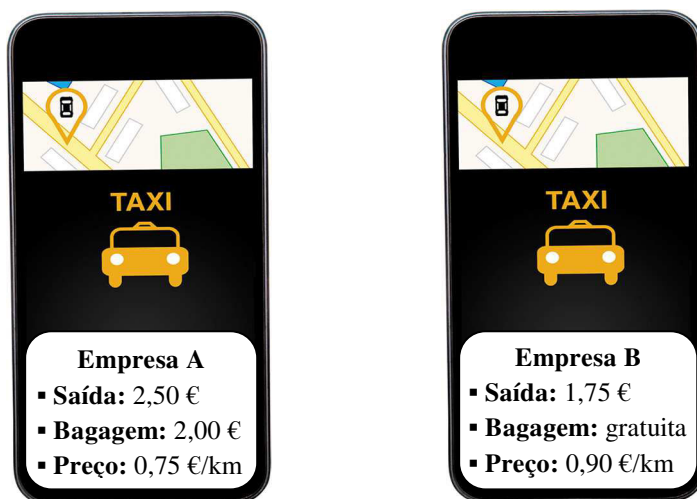 TAXI
Empresa A
▪ Saída: 2,50 €
▪ Bagagem: 2,00 €
▪ Preço: 0,75 €/km
TAXI
Empresa B
▪ Saída: 1,75 €
▪ Bagagem: gratuita
▪ Preço: 0,90 €/km